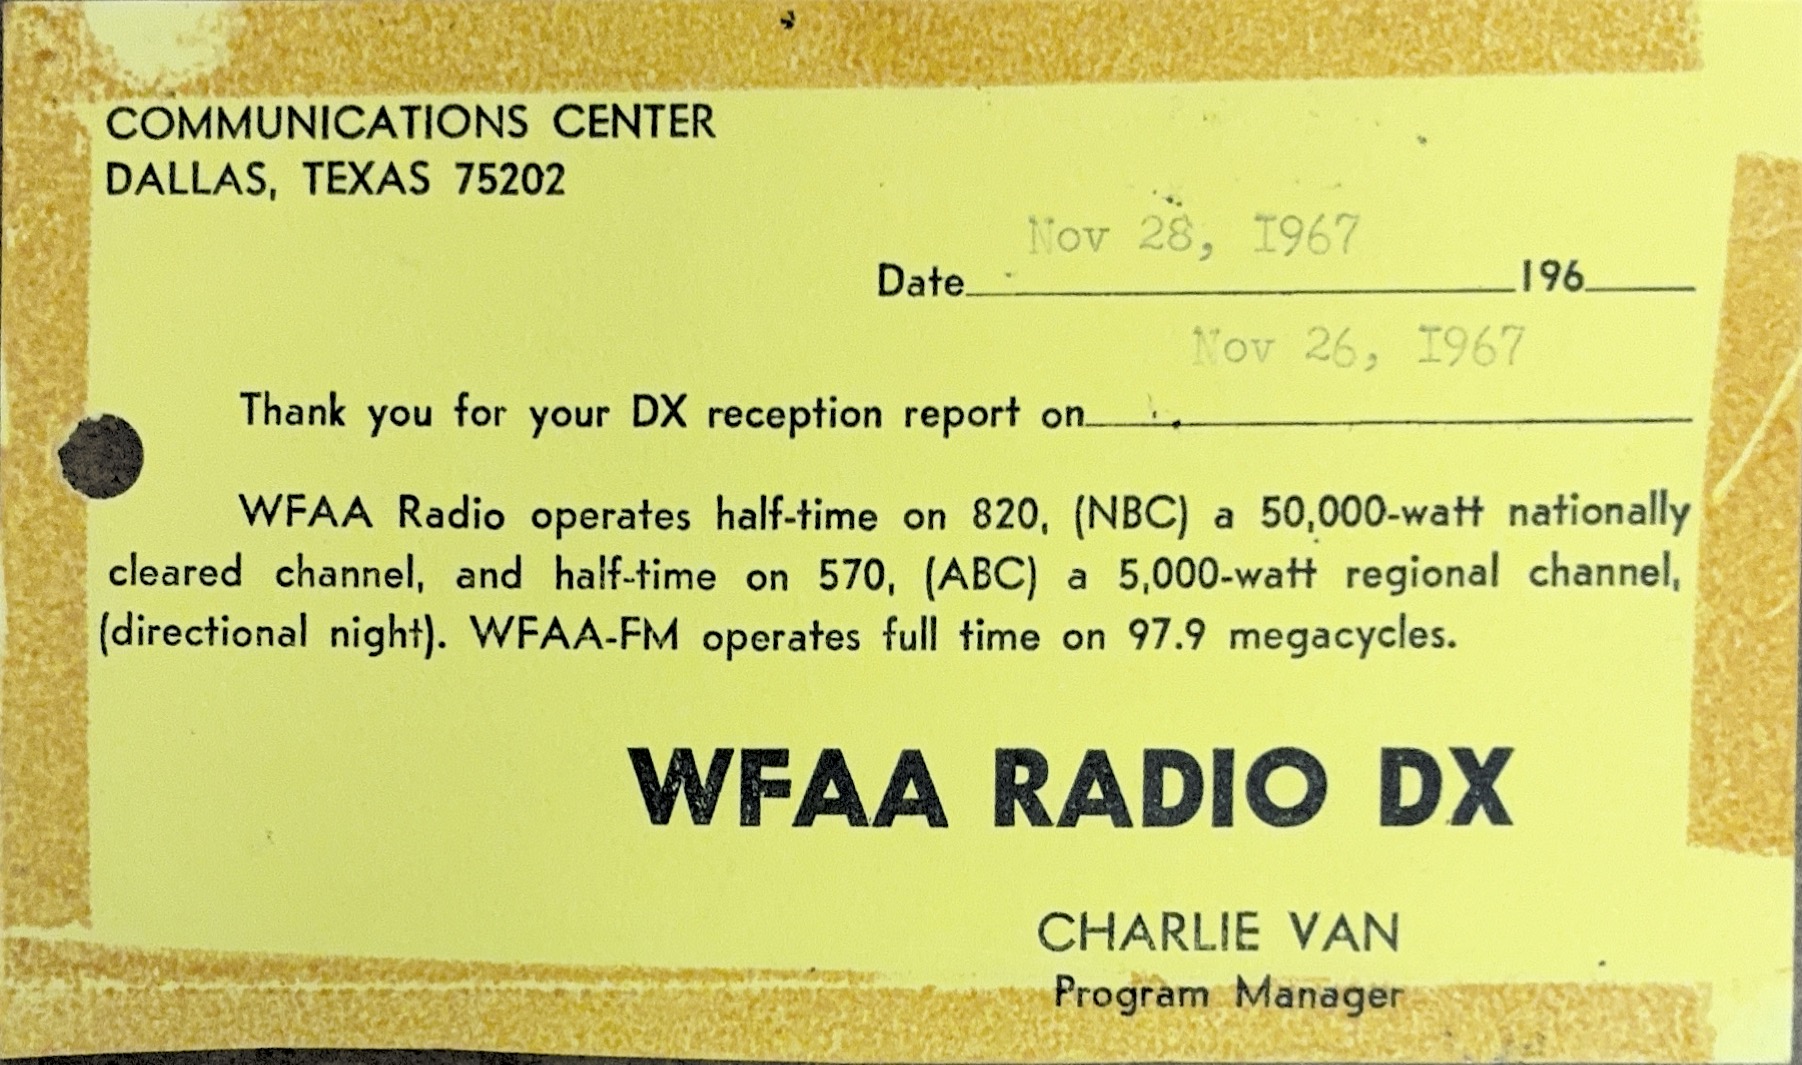 COMMUNICATIONS CENTER
DALLAS, TEXAS 75202
Nov 28, I967
Date 196
Nov 26, I967
Thank you for your DX reception report on
WFAA Radio operates half-time on 820, (NBC) a 50,000-watt nationally
cleared channel, and half-time on 570, (ABC) a 5,000-watt regional channel,
(directional night). WFAA-FM operates full time on 97.9 megacycles.
WFAA RADIO DX
CHARLIE VAN
Program Manager